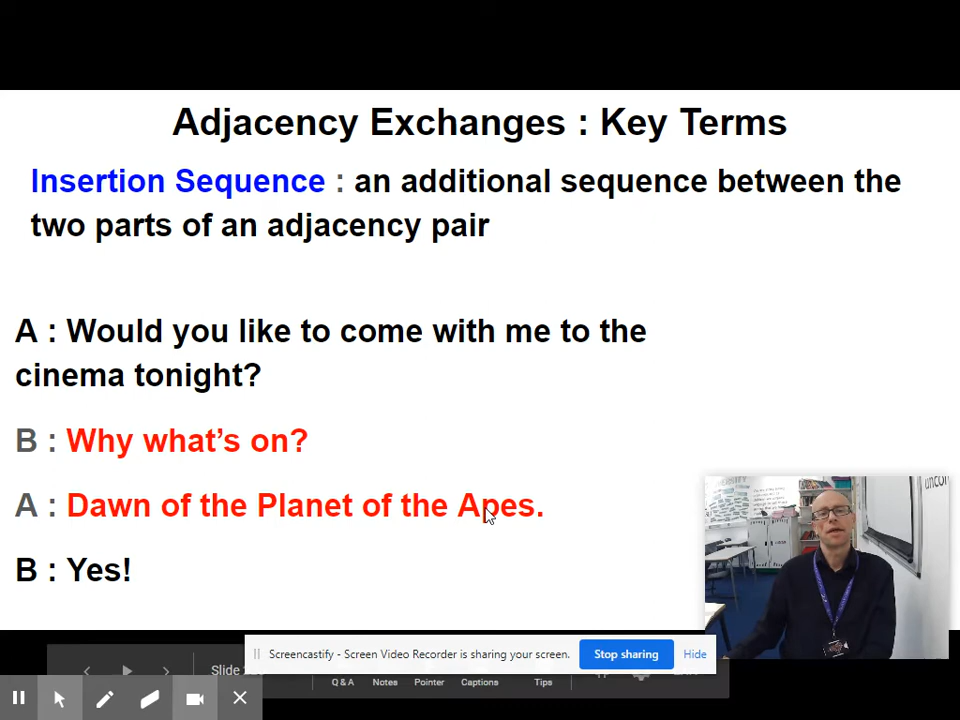 Adjacency Exchanges : Key Terms
Insertion Sequence : an additional sequence between the
two parts of an adjacency pair
A : Would you like to come with me to the
cinema tonight?
B : Why what's on?
A : Dawn of the Planet of the Apes.
B : Yes!
Screencastify - Screen Video Recorder is sharing your screen.
Stop sharing
Hide
Slide
Q & A
Notes
Pointer
Captions
Tips